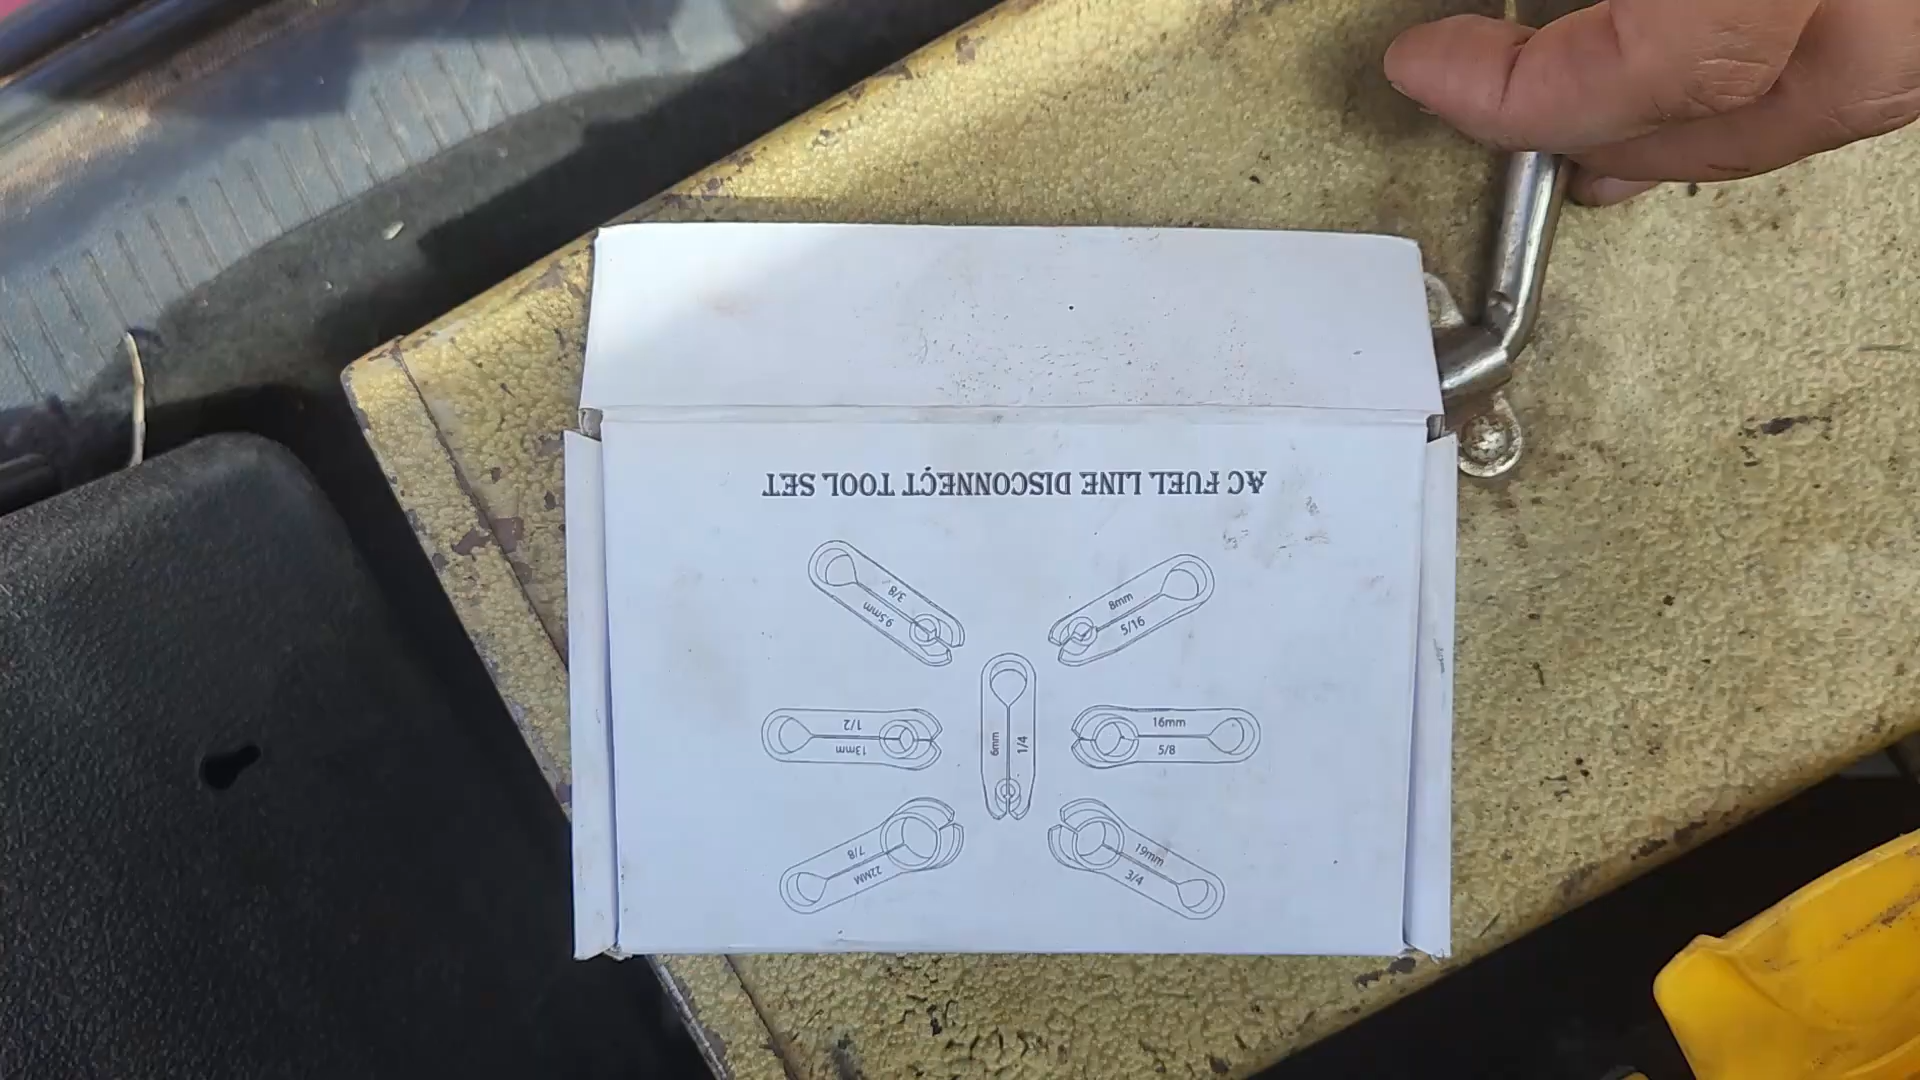 AC FUEL LINE DISCONNECT TOOL SET
3/8
9.5mm
8mm
5/16
1/2
13mm
6mm
1/4
16mm
5/8
7/8
22MM
19mm
3/4